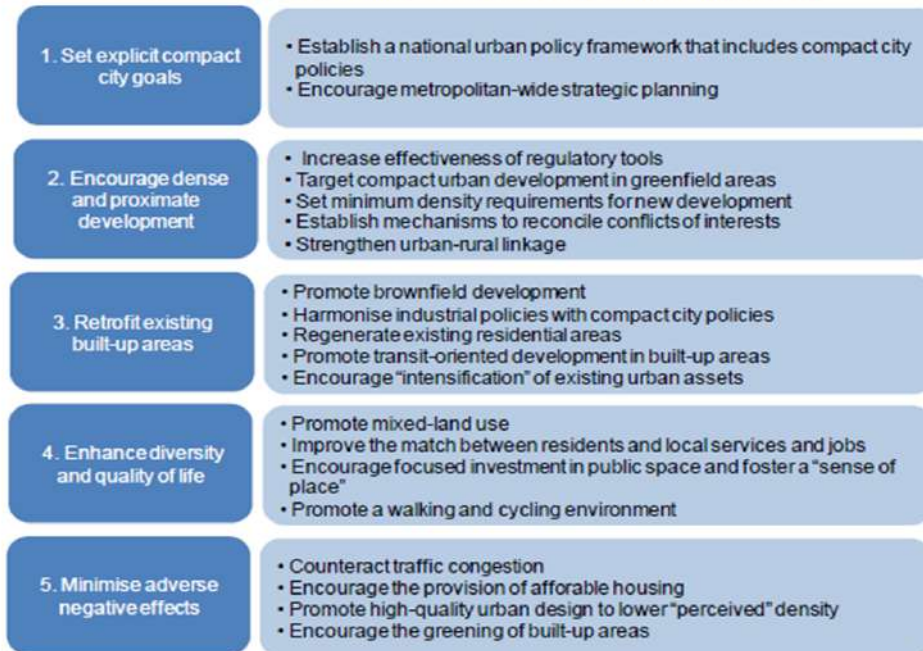 1. Set explicit compact
city goals
• Establish a national urban policy framework that includes compact city
policies
• Encourage metropolitan-wide strategic planning
2. Encourage dense
and proximate
development
• Increase effectiveness of regulatory tools
• Target compact urban development in greenfield areas
• Set minimum density requirements for new development
• Establish mechanisms to reconcile conflicts of interests
• Strengthen urban-rural linkage
3. Retrofit existing
built-up areas
• Promote brownfield development
• Harmonise industrial policies with compact city policies
• Regenerate existing residential areas
• Promote transit-oriented development in built-up areas
• Encourage “intensification” of existing urban assets
4. Enhance diversity
and quality of life
• Promote mixed-land use
• Improve the match between residents and local services and jobs
• Encourage focused investment in public space and foster a “sense of
place”
• Promote a walking and cycling environment
5. Minimise adverse
negative effects
• Counteract traffic congestion
• Encourage the provision of afforable housing
• Promote high-quality urban design to lower “perceived” density
• Encourage the greening of built-up areas